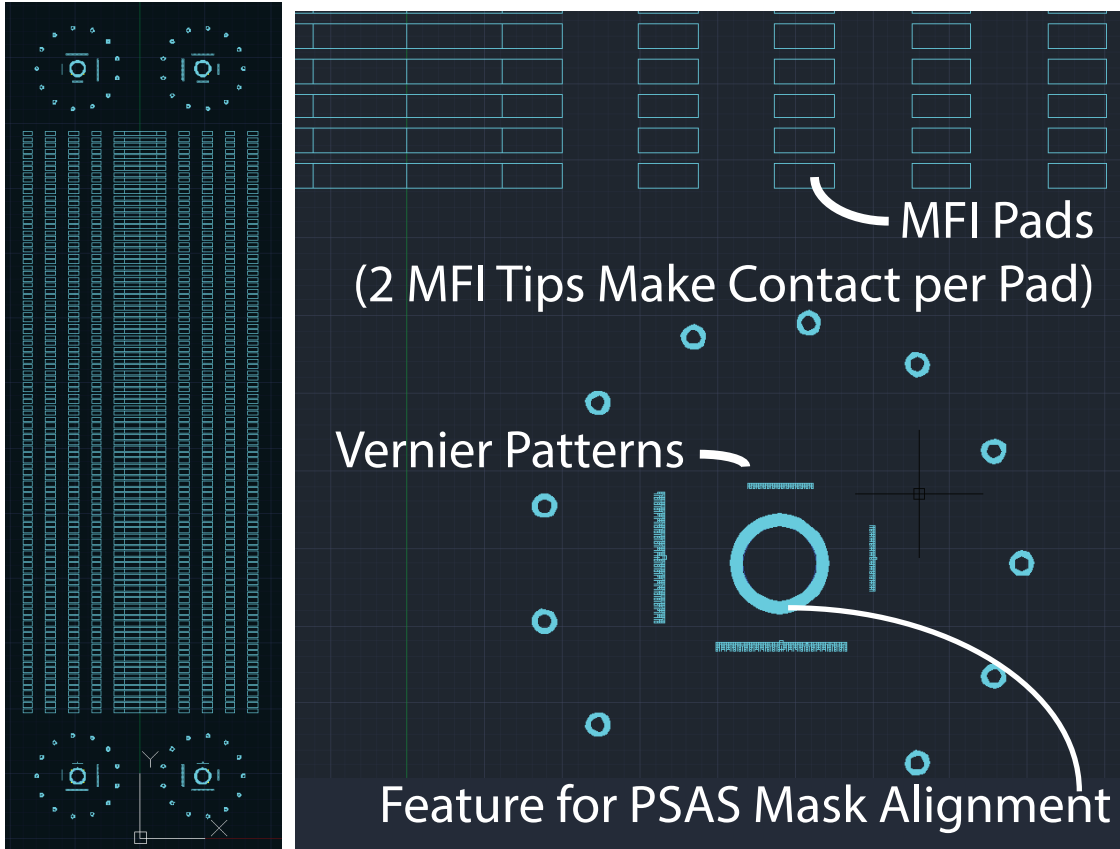 MFI Pads
(2 MFI Tips Make Contact per Pad)
Vernier Patterns
Feature for PSAS Mask Alignment
Y
X